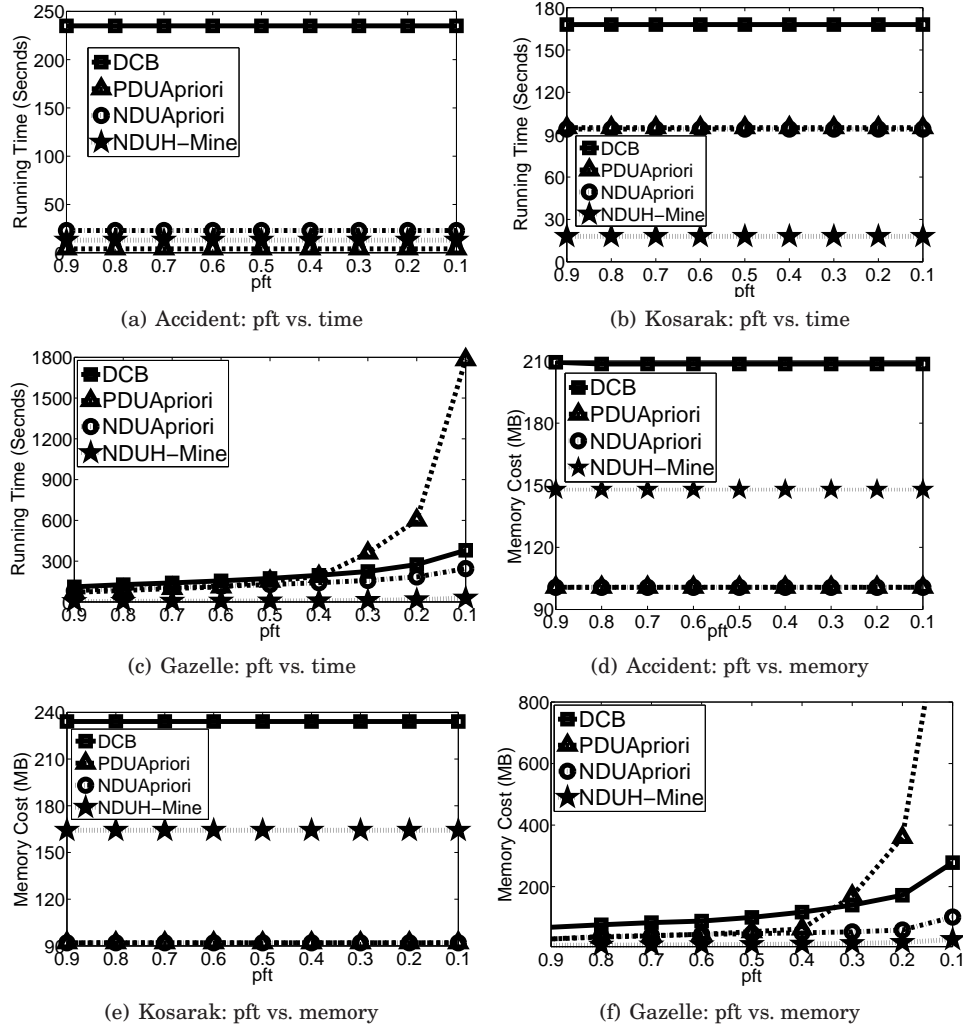 250
200
150
100
50
0
Running Time (Secnds)
DCB
PDUApriori
NDUApriori
NDUH-Mine
0.9 0.8 0.7 0.6 0.5 0.4 0.3 0.2 0.1
pft
(a) Accident: pft vs. time
180
150
120
90
60
30
0
Running Time (Secnds)
DCB
PDUApriori
NDUApriori
NDUH-Mine
0.9 0.8 0.7 0.6 0.5 0.4 0.3 0.2 0.1
pft
(b) Kosarak: pft vs. time
1800
1500
1200
900
600
300
Running Time (Secnds)
DCB
PDUApriori
NDUApriori
NDUH-Mine
0.9 0.8 0.7 0.6 0.5 0.4 0.3 0.2 0.1
pft
(c) Gazelle: pft vs. time
210
180
150
120
90
Memory Cost (MB)
DCB
PDUApriori
NDUApriori
NDUH-Mine
0.9 0.8 0.7 0.6 0.5 0.4 0.3 0.2 0.1
pft
(d) Accident: pft vs. memory
240
210
180
150
120
90
Memory Cost (MB)
DCB
PDUApriori
NDUApriori
NDUH-Mine
0.9 0.8 0.7 0.6 0.5 0.4 0.3 0.2 0.1
pft
(e) Kosarak: pft vs. memory
800
600
400
200
Memory Cost (MB)
DCB
PDUApriori
NDUApriori
NDUH-Mine
0.9 0.8 0.7 0.6 0.5 0.4 0.3 0.2 0.1
pft
(f) Gazelle: pft vs. memory